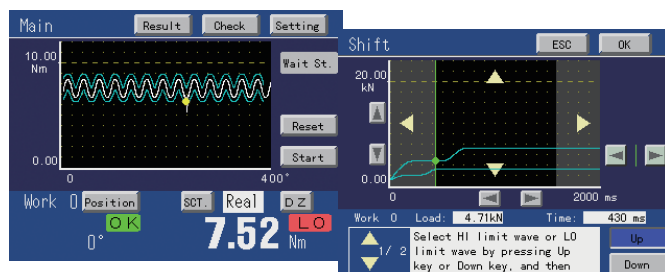 Main Result Check Setting
10.00
Nm
Wait St.
Reset
Start
0.00
0 400°
Work 0 Position SCT. Real DZ
OK LO
0° 7.52 Nm
Shift ESC OK
20.00
kN
0.00
0 2000 ms
Work 0 Load: 4.71kN Time: 430 ms
1/ 2
Select HI limit wave or LO
limit wave by pressing Up
key or Down key, and then
Up
Down